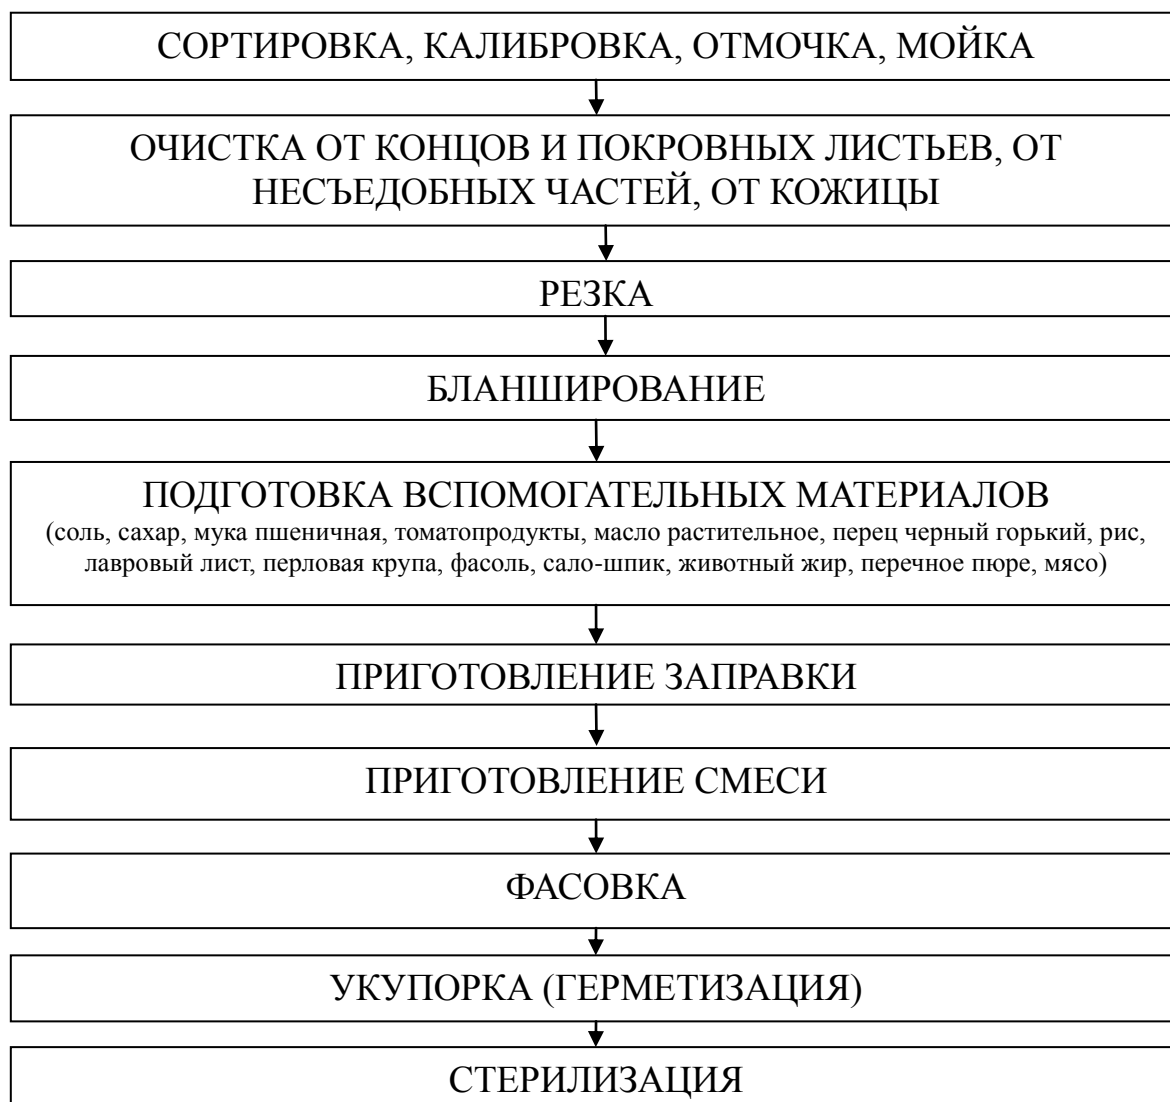 СОРТИРОВКА, КАЛИБРОВКА, ОТМОЧКА, МОЙКА
ОЧИСТКА ОТ КОНЦОВ И ПОКРОВНЫХ ЛИСТЬЕВ, ОТ
НЕСЪЕДОБНЫХ ЧАСТЕЙ, ОТ КОЖИЦЫ
РЕЗКА
БЛАНШИРОВАНИЕ
ПОДГОТОВКА ВСПОМОГАТЕЛЬНЫХ МАТЕРИАЛОВ
(соль, сахар, мука пшеничная, томатопродукты, масло растительное, перец черный горький, рис,
лавровый лист, перловая крупа, фасоль, сало-шпик, животный жир, перечное пюре, мясо)
ПРИГОТОВЛЕНИЕ ЗАПРАВКИ
ПРИГОТОВЛЕНИЕ СМЕСИ
ФАСОВКА
УКУПОРКА (ГЕРМЕТИЗАЦИЯ)
СТЕРИЛИЗАЦИЯ